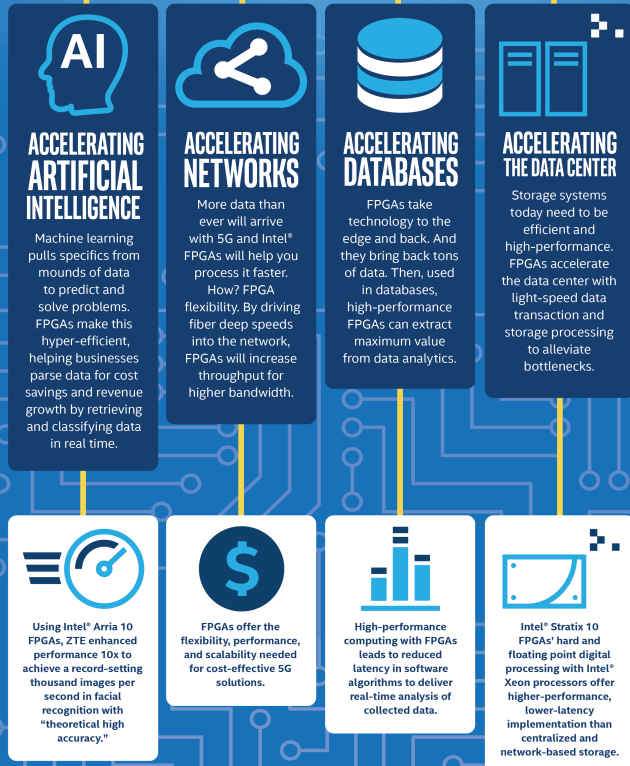 AI
ACCELERATING
ARTIFICIAL
INTELLIGENCE
Machine learning
pulls specifics from
mounds of data
to predict and
solve problems.
FPGAs make this
hyper-efficient,
helping businesses
parse data for cost
savings and revenue
growth by retrieving
and classifying data
in real time.
ACCELERATING
NETWORKS
More data than
ever will arrive
with 5G and Intel®
FPGAs will help you
process it faster.
How? FPGA
flexibility. By driving
fiber deep speeds
into the network,
FPGAs will increase
throughput for
higher bandwidth.
ACCELERATING
DATABASES
FPGAs take
technology to the
edge and back. And
they bring back tons
of data. Then, used
in databases,
high-performance
FPGAs can extract
maximum value
from data analytics.
ACCELERATING
THE DATA CENTER
Storage systems
today need to be
efficient and
high-performance.
FPGAs accelerate
the data center with
light-speed data
transaction and
storage processing
to alleviate
bottlenecks.
Using Intel® Arria 10
FPGAs, ZTE enhanced
performance 10x to
achieve a record-setting
thousand images per
second in facial
recognition with
“theoretical high
accuracy.”
$
FPGAs offer the
flexibility, performance,
and scalability needed
for cost-effective 5G
solutions.
High-performance
computing with FPGAs
leads to reduced
latency in software
algorithms to deliver
real-time analysis of
collected data.
Intel® Stratix 10
FPGAs’ hard and
floating point digital
processing with Intel®
Xeon processors offer
higher-performance,
lower-latency
implementation than
centralized and
network-based storage.